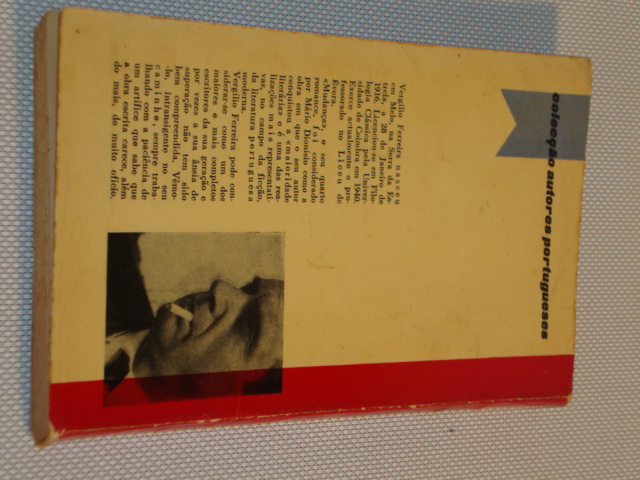 colecção autores portugueses
Vergílio Ferreira nasceu
em Melo, na Serra da Es-
trela, a 28 de Janeiro de
1916. Licenciou-se em Filo-
logia Clássica pela Univer-
sidade de Coimbra em 1940.
Exerce actualmente o pro-
fessorado no Liceu de
Évora.
«Mudança», o seu quarto
romance, foi considerado
por Mário Dionísio como a
obra em que o seu autor
conquistou a «maioridade
literária» e é uma das rea-
lizações mais representati-
vas, no campo da ficção,
da literatura portuguesa
moderna.
Vergílio Ferreira pode con-
siderar-se como um dos
maiores e mais completos
escritores da sua geração e
por vezes a sua ânsia de
superação não tem sido
bem compreendida. Vêmo-
-lo, intransigente no seu
caminho, sempre traba-
lhando com a paciência de
um artífice que sabe que
a obra escrita carece, além
do mais, do muito ofício.